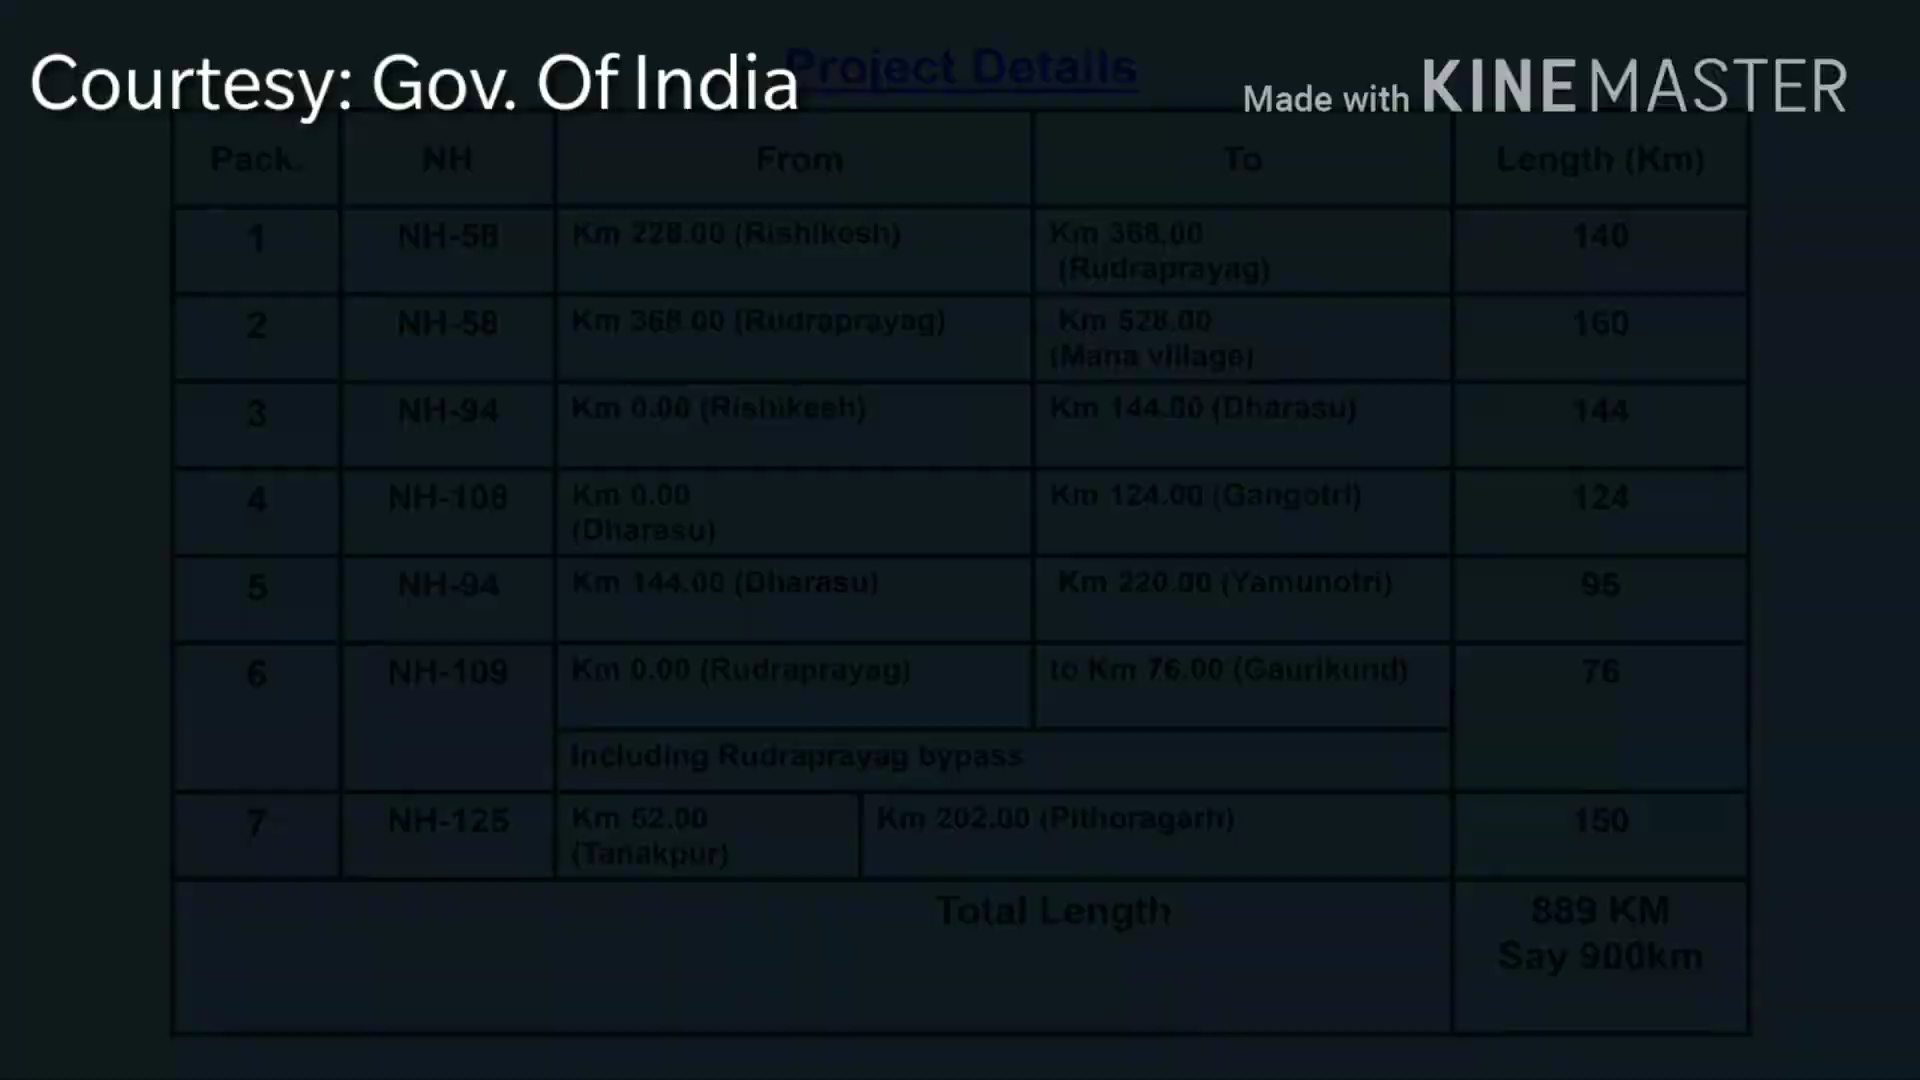 Courtesy: Gov. Of India
Made with KINEMASTER
Project Details
Pack. NH From To Length (Km)
1 NH-58 Km 228.00 (Rishikesh) Km 368.00 140
(Rudraprayag)
2 NH-58 Km 368.00 (Rudraprayag) Km 528.00 160
(Mana village)
3 NH-94 Km 0.00 (Rishikesh) Km 144.00 (Dharasu) 144
4 NH-108 Km 0.00 Km 124.00 (Gangotri) 124
(Dharasu)
5 NH-94 Km 144.00 (Dharasu) Km 220.00 (Yamunotri) 95
6 NH-109 Km 0.00 (Rudraprayag) to Km 76.00 (Gaurikund) 76
Including Rudraprayag bypass
7 NH-125 Km 52.00 Km 202.00 (Pithoragarh) 150
(Tanakpur)
Total Length 889 KM
Say 900km